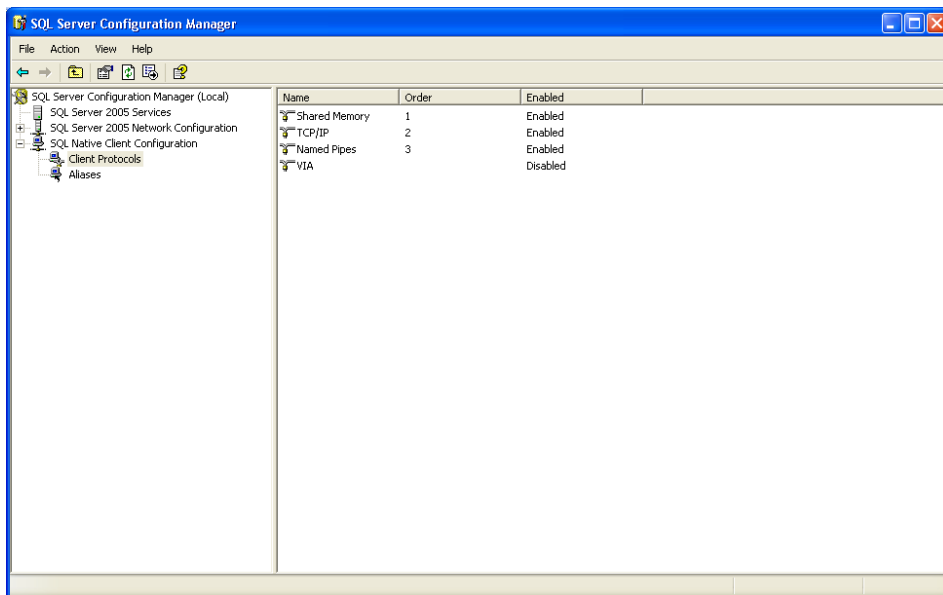 SQL Server Configuration Manager
File Action View Help
SQL Server Configuration Manager (Local)
SQL Server 2005 Services
SQL Server 2005 Network Configuration
SQL Native Client Configuration
Client Protocols
Aliases
Name Order Enabled
Shared Memory 1 Enabled
TCP/IP 2 Enabled
Named Pipes 3 Enabled
VIA Disabled